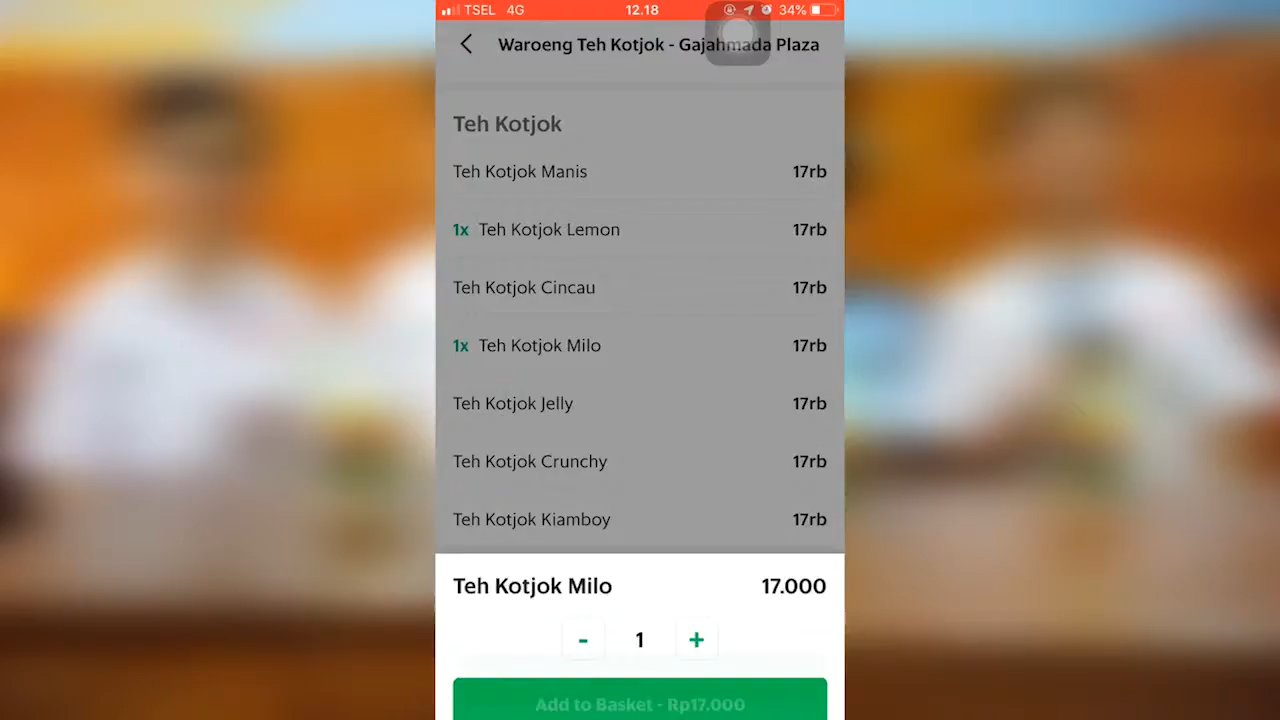 TSEL 4G 12.18 34%
Waroeng Teh Kotjok - Gajahmada Plaza
Teh Kotjok
Teh Kotjok Manis 17rb
1x Teh Kotjok Lemon 17rb
Teh Kotjok Cincau 17rb
1x Teh Kotjok Milo 17rb
Teh Kotjok Jelly 17rb
Teh Kotjok Crunchy 17rb
Teh Kotjok Kiamboy 17rb
Teh Kotjok Milo 17.000
- 1 +
Add to Basket - Rp17.000